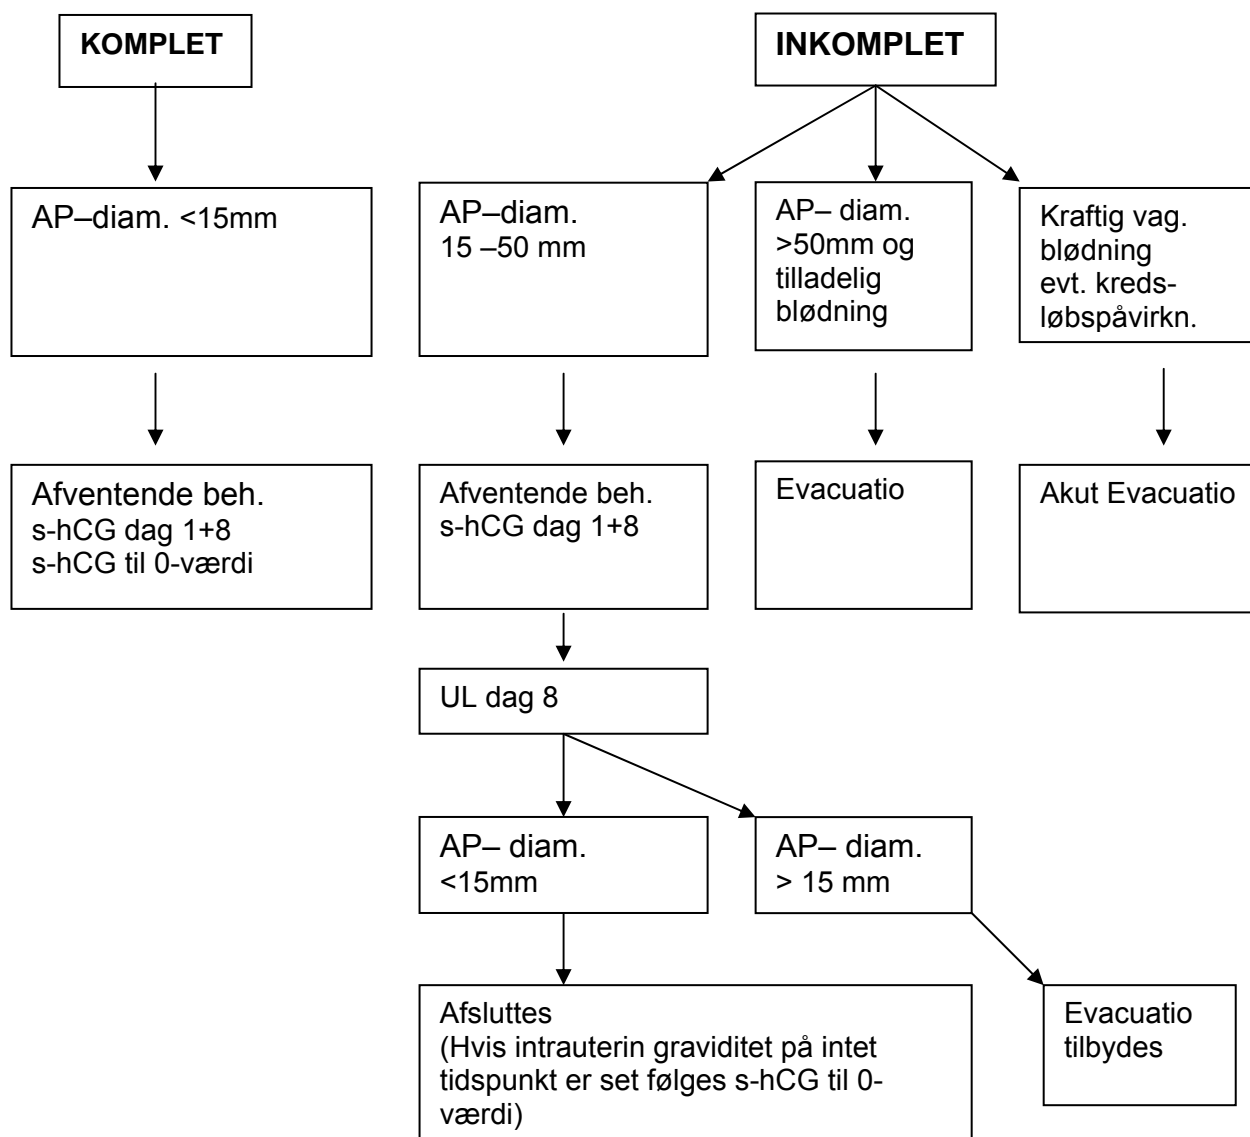 KOMPLET
INKOMPLET
AP–diam. <15mm
AP–diam.
15 –50 mm
AP– diam.
>50mm og
tilladelig
blødning
Kraftig vag.
blødning
evt. kreds-
løbspåvirkn.
Afventende beh.
s-hCG dag 1+8
s-hCG til 0-værdi
Afventende beh.
s-hCG dag 1+8
Evacuatio
Akut Evacuatio
UL dag 8
AP– diam.
<15mm
AP– diam.
> 15 mm
Afsluttes
(Hvis intrauterin graviditet på intet
tidspunkt er set følges s-hCG til 0-
værdi)
Evacuatio
tilbydes